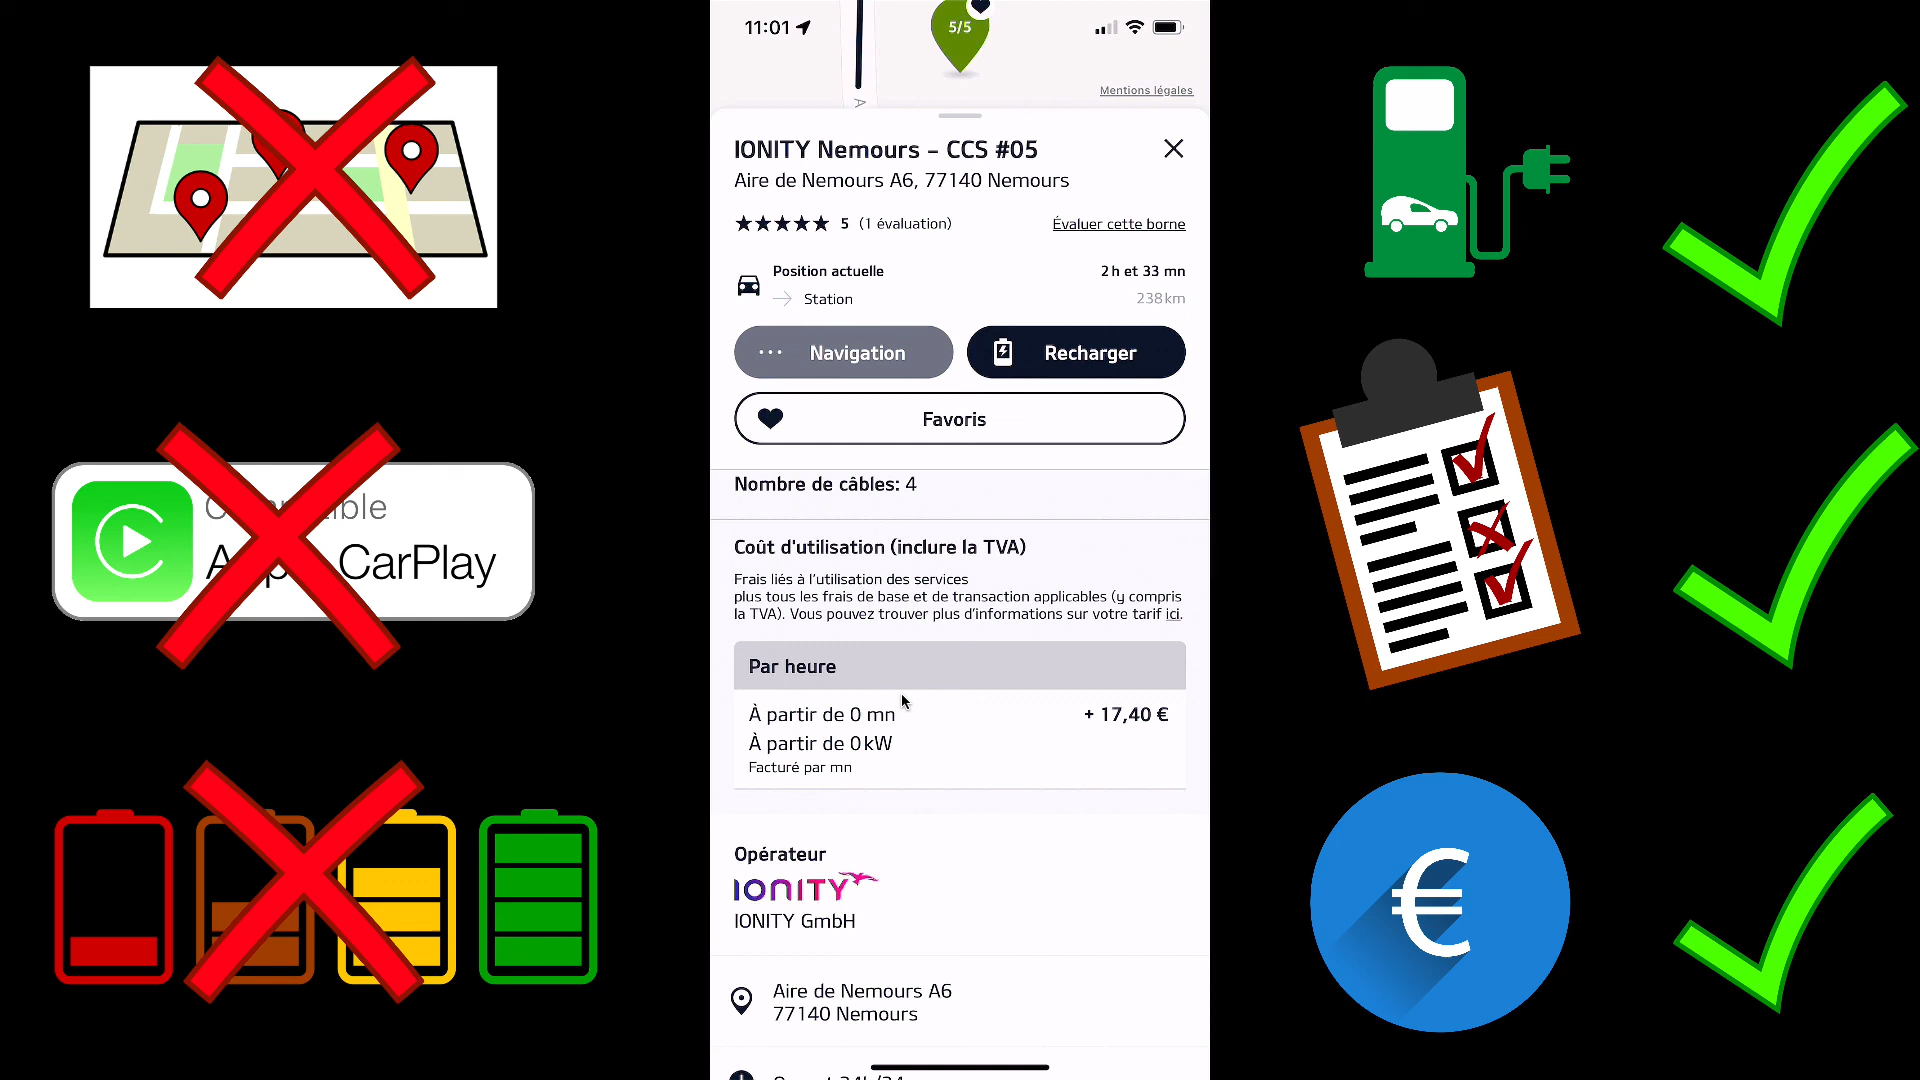 11:01
5/5
Mentions légales
A
IONITY Nemours – CCS #05
Aire de Nemours A6, 77140 Nemours
5 (1 évaluation)
Évaluer cette borne
Position actuelle
2 h et 33 mn
Station
238 km
Navigation
Recharger
Favoris
Nombre de câbles: 4
Coût d'utilisation (inclure la TVA)
Frais liés à l'utilisation des services
plus tous les frais de base et de transaction applicables (y compris
la TVA). Vous pouvez trouver plus d'informations sur votre tarif ici.
Par heure
À partir de 0 mn
+ 17,40 €
À partir de 0 kW
Facturé par mn
Opérateur
IONITY
IONITY GmbH
Aire de Nemours A6
77140 Nemours
CarPlay
€